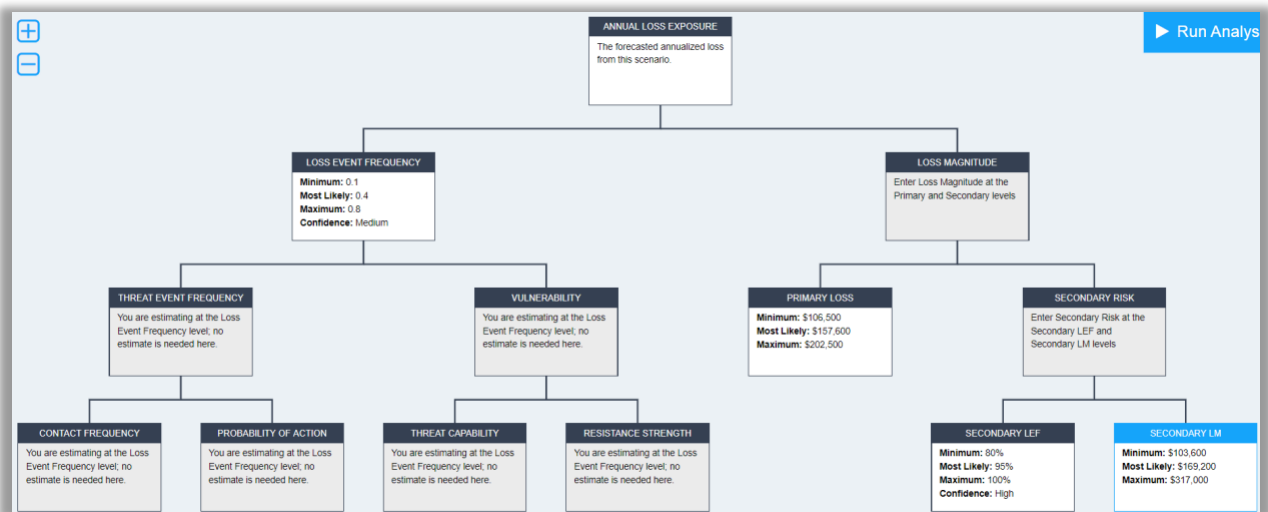 ANNUAL LOSS EXPOSURE
The forecasted annualized loss
from this scenario.
Run Analys
LOSS EVENT FREQUENCY
Minimum: 0.1
Most Likely: 0.4
Maximum: 0.8
Confidence: Medium
LOSS MAGNITUDE
Enter Loss Magnitude at the
Primary and Secondary levels
THREAT EVENT FREQUENCY
You are estimating at the Loss
Event Frequency level; no
estimate is needed here.
VULNERABILITY
You are estimating at the Loss
Event Frequency level; no
estimate is needed here.
PRIMARY LOSS
Minimum: $106,500
Most Likely: $157,600
Maximum: $202,500
SECONDARY RISK
Enter Secondary Risk at the
Secondary LEF and
Secondary LM levels
CONTACT FREQUENCY
You are estimating at the Loss
Event Frequency level; no
estimate is needed here.
PROBABILITY OF ACTION
You are estimating at the Loss
Event Frequency level; no
estimate is needed here.
THREAT CAPABILITY
You are estimating at the Loss
Event Frequency level; no
estimate is needed here.
RESISTANCE STRENGTH
You are estimating at the Loss
Event Frequency level; no
estimate is needed here.
SECONDARY LEF
Minimum: 80%
Most Likely: 95%
Maximum: 100%
Confidence: High
SECONDARY LM
Minimum: $103,600
Most Likely: $169,200
Maximum: $317,000